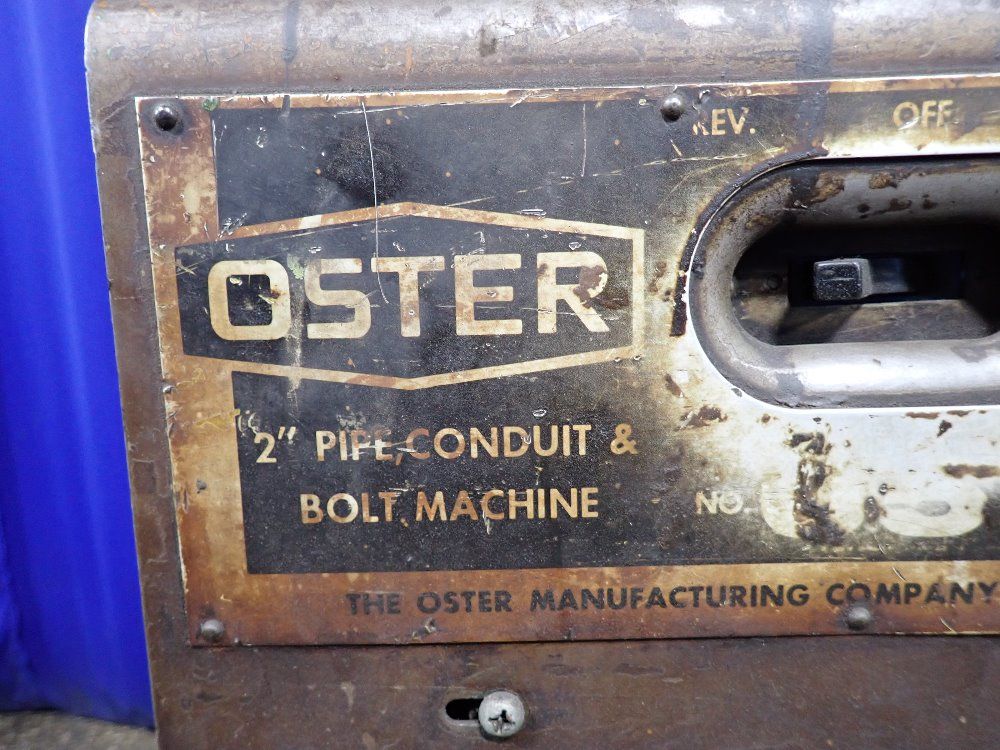 REV. OFF
OSTER
2" PIPE, CONDUIT &
BOLT MACHINE NO.
THE OSTER MANUFACTURING COMPANY